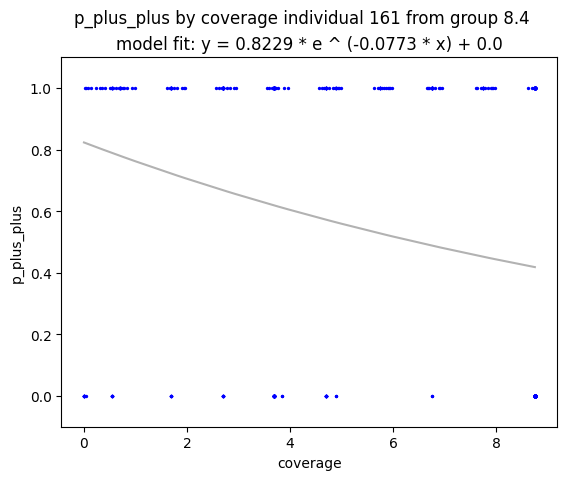 p_plus_plus by coverage individual 161 from group 8.4
model fit: y = 0.8229 * e ^ (-0.0773 * x) + 0.0
1.0
0.8
0.6
0.4
0.2
0.0
p_plus_plus
0 2 4 6 8
coverage